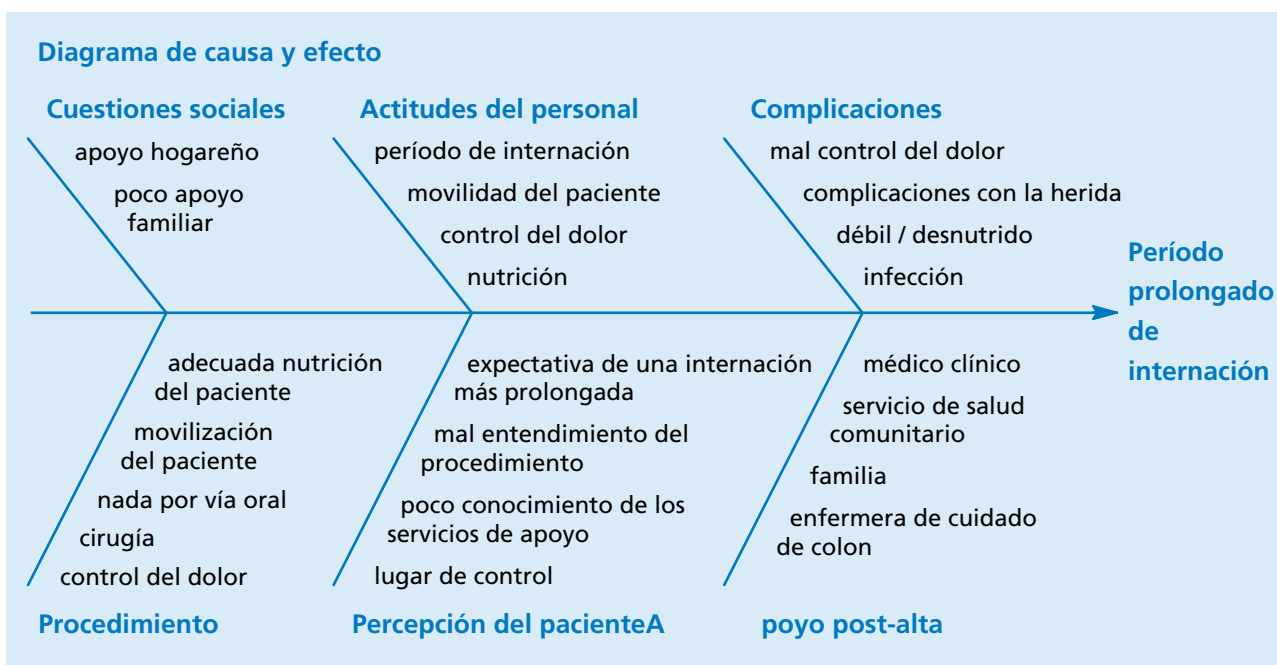 Diagrama de causa y efecto
Cuestiones sociales
apoyo hogareño
poco apoyo
familiar
Actitudes del personal
período de internación
movilidad del paciente
control del dolor
nutrición
Complicaciones
mal control del dolor
complicaciones con la herida
débil / desnutrido
infección
Período
prolongado
de
internación
adecuada nutrición
del paciente
movilización
del paciente
nada por vía oral
cirugía
control del dolor
Procedimiento
expectativa de una internación
más prolongada
mal entendimiento del
procedimiento
poco conocimiento de los
servicios de apoyo
lugar de control
Percepción del pacienteA
médico clínico
servicio de salud
comunitario
familia
enfermera de cuidado
de colon
poyo post-alta